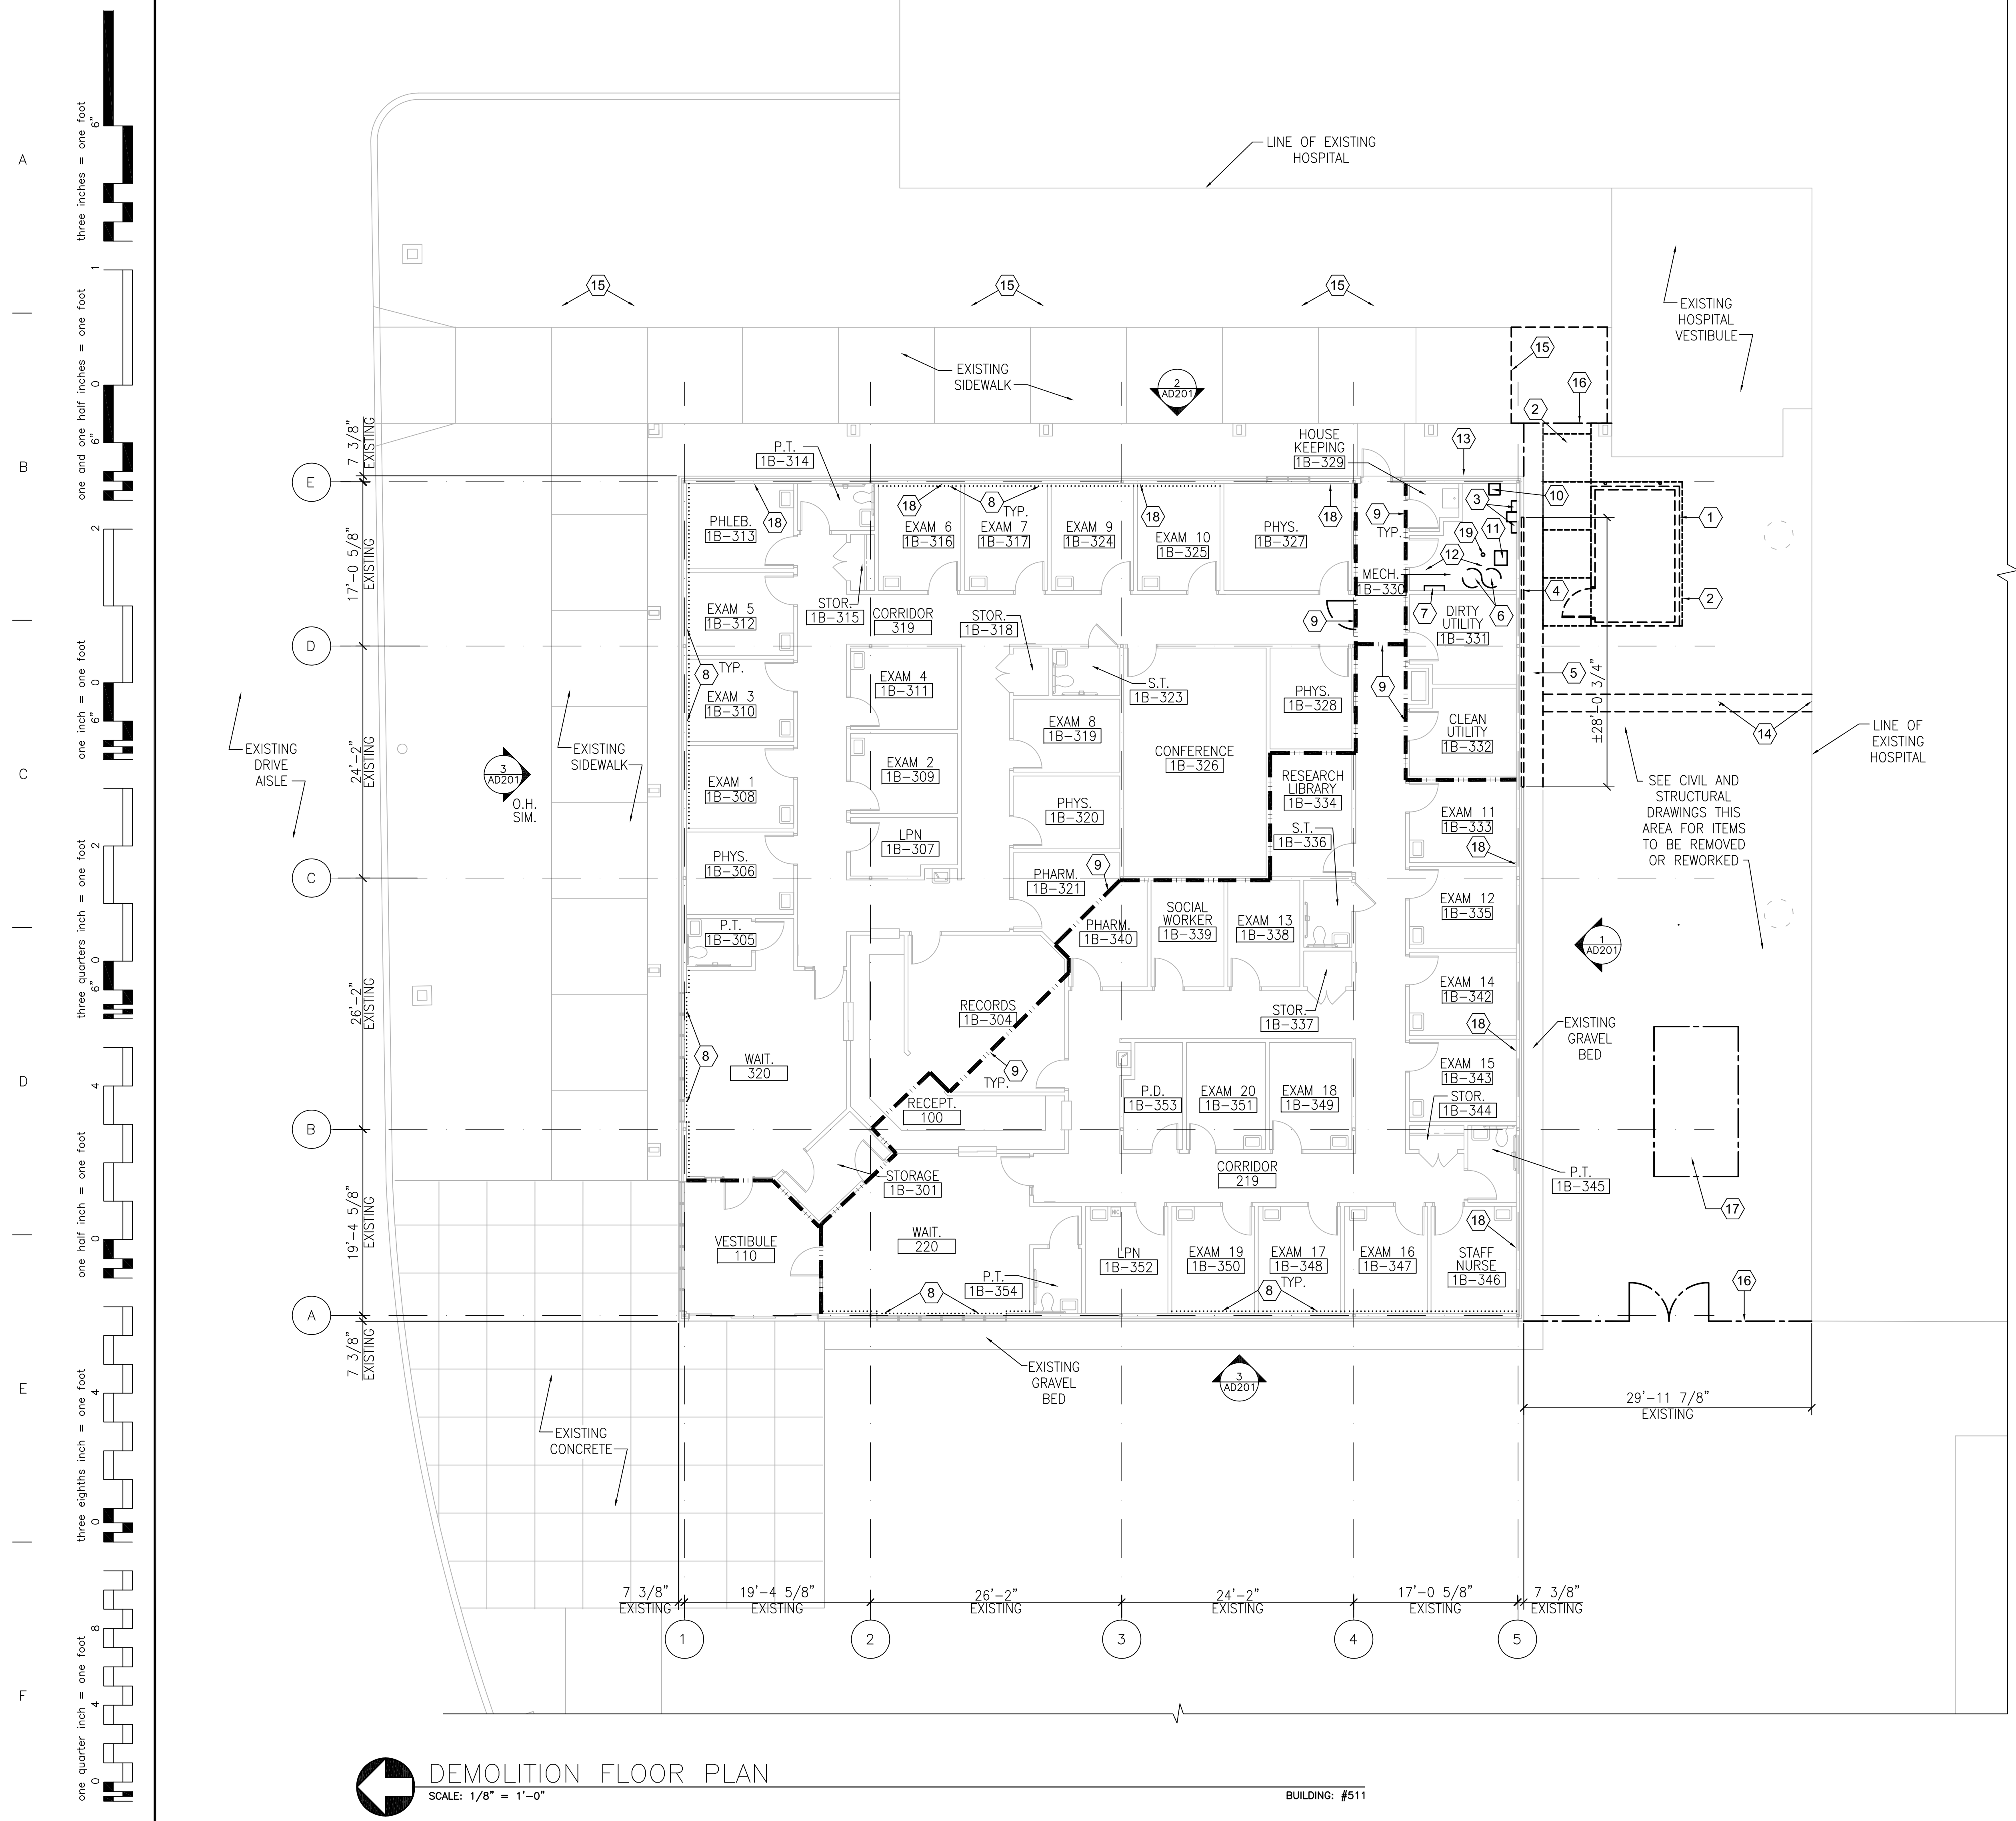 A
B
C
D
E
F
three inches = one foot
6"
one and one half inches = one foot
1
0
6"
one inch = one foot
2
0
6"
three quarters inch = one foot
2
0
6"
one half inch = one foot
4
0
three eighths inch = one foot
4
0
one quarter inch = one foot
8
4
0
LINE OF EXISTING
HOSPITAL
15
15
15
EXISTING
HOSPITAL
VESTIBULE
EXISTING
SIDEWALK
2
AD201
15
16
2
13
7 3/8"
EXISTING
P.T.
1B-314
HOUSE
KEEPING
1B-329
E
17'-0 5/8"
EXISTING
PHLEB.
1B-313
18
18
8
TYP.
EXAM 6
1B-316
EXAM 7
1B-317
EXAM 9
1B-324
18
EXAM 10
1B-325
PHYS.
1B-327
18
9
TYP.
3
10
11
19
12
1
MECH.
1B-330
7
6
4
2
EXAM 5
1B-312
STOR.
1B-315
CORRIDOR
319
STOR.
1B-318
9
DIRTY
UTILITY
1B-331
D
TYP.
8
EXAM 3
1B-310
EXAM 4
1B-311
S.T.
1B-323
PHYS.
1B-328
9
5
±28'-0 3/4"
14
LINE OF
EXISTING
HOSPITAL
EXISTING
DRIVE
AISLE
24'-2"
EXISTING
3
AD201
O.H.
SIM.
EXISTING
SIDEWALK
EXAM 1
1B-308
EXAM 2
1B-309
EXAM 8
1B-319
PHYS.
1B-320
CONFERENCE
1B-326
RESEARCH
LIBRARY
1B-334
CLEAN
UTILITY
1B-332
SEE CIVIL AND
STRUCTURAL
DRAWINGS THIS
AREA FOR ITEMS
TO BE REMOVED
OR REWORKED
LPN
1B-307
S.T.
1B-336
EXAM 11
1B-333
18
PHYS.
1B-306
C
PHARM.
1B-321
9
EXAM 12
1B-335
P.T.
1B-305
PHARM.
1B-340
SOCIAL
WORKER
1B-339
EXAM 13
1B-338
1
AD201
26'-2"
EXISTING
RECORDS
1B-304
STOR.
1B-337
EXAM 14
1B-342
18
EXISTING
GRAVEL
BED
8
WAIT.
320
9
TYP.
EXAM 15
1B-343
RECEPT.
100
P.D.
1B-353
EXAM 20
1B-351
EXAM 18
1B-349
STOR.
1B-344
B
STORAGE
1B-301
CORRIDOR
219
P.T.
1B-345
17
19'-4 5/8"
EXISTING
VESTIBULE
110
WAIT.
220
P.T.
1B-354
8
LPN
1B-352
EXAM 19
1B-350
EXAM 17
1B-348
TYP.
8
EXAM 16
1B-347
18
STAFF
NURSE
1B-346
16
A
7 3/8"
EXISTING
EXISTING
GRAVEL
BED
3
AD201
29'-11 7/8"
EXISTING
EXISTING
CONCRETE
7 3/8"
EXISTING
19'-4 5/8"
EXISTING
26'-2"
EXISTING
24'-2"
EXISTING
17'-0 5/8"
EXISTING
7 3/8"
EXISTING
1
2
3
4
5
DEMOLITION FLOOR PLAN
SCALE: 1/8" = 1'-0"
BUILDING: #511